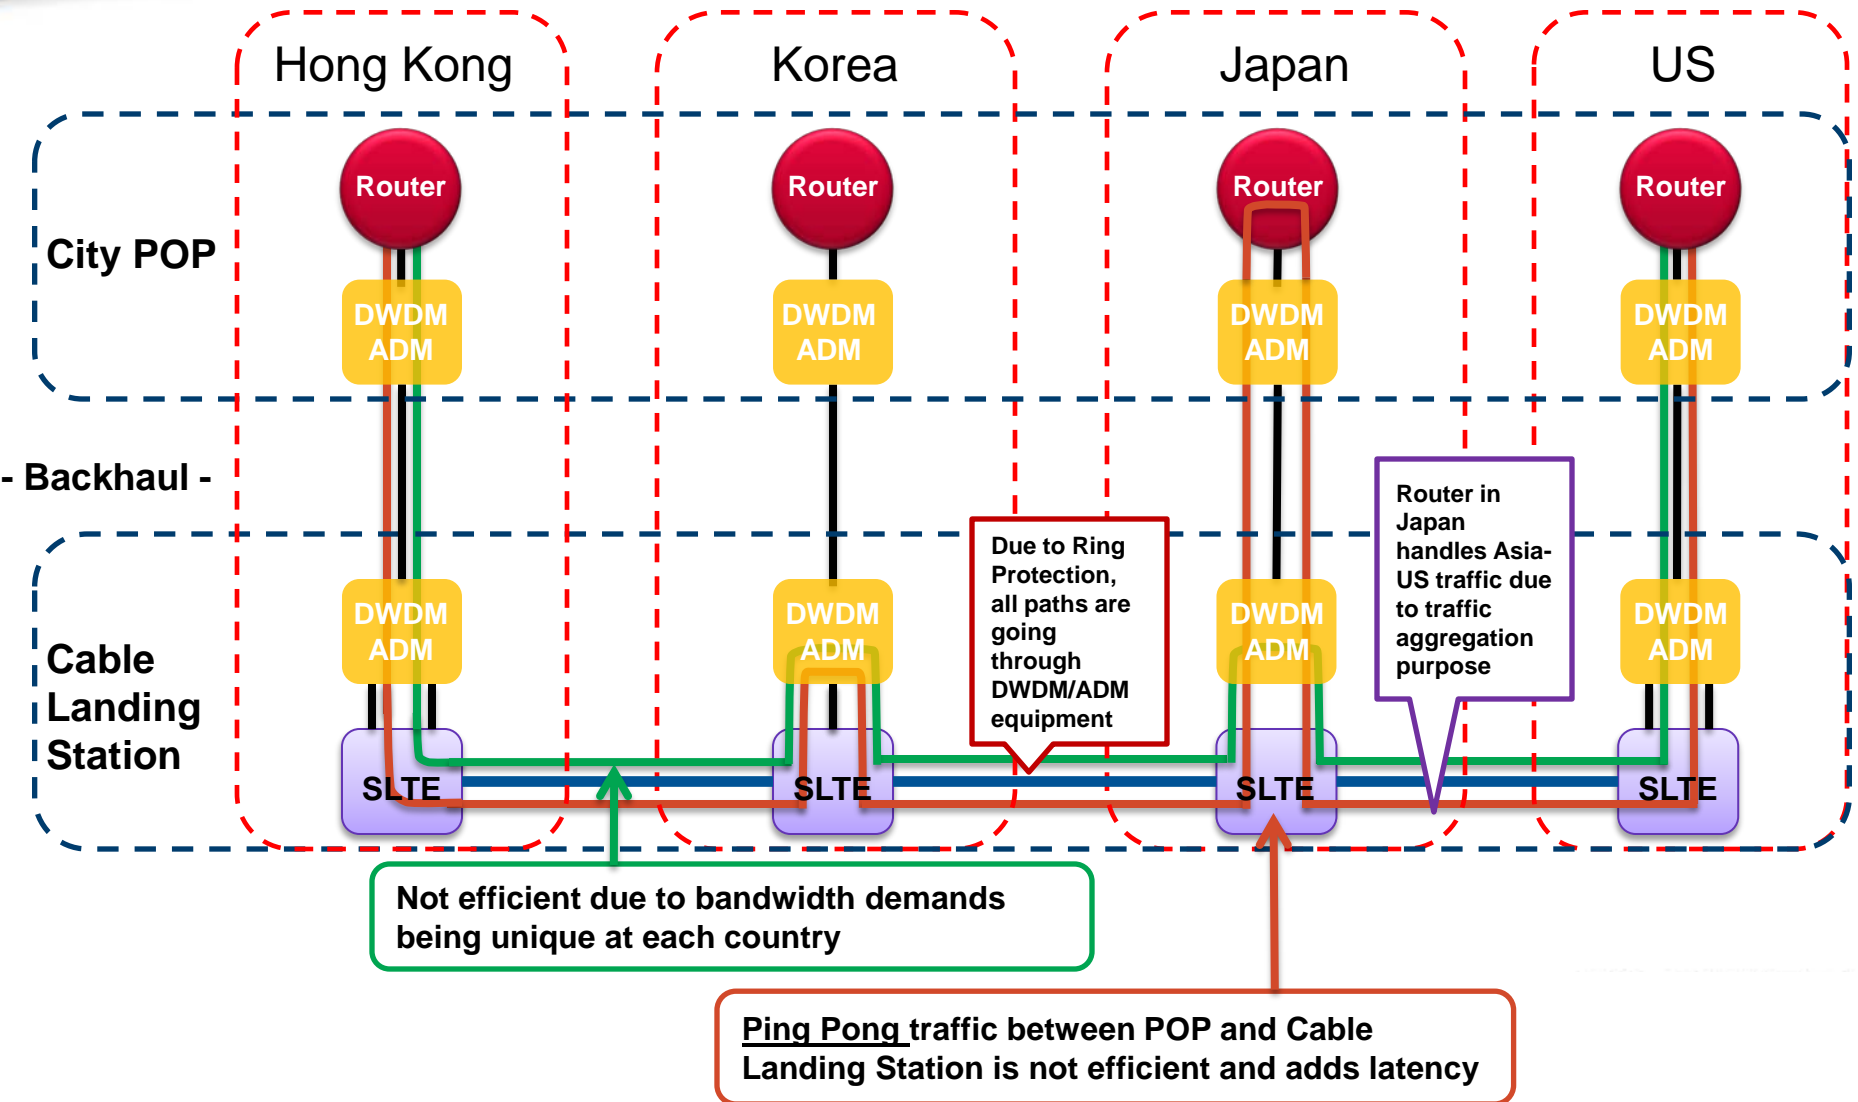 Hong Kong
Korea
Japan
US
City POP
Router
Router
Router
Router
DWDM
ADM
DWDM
ADM
DWDM
ADM
DWDM
ADM
- Backhaul -
Cable
Landing
Station
DWDM
ADM
DWDM
ADM
DWDM
ADM
DWDM
ADM
SLTE
SLTE
SLTE
SLTE
Due to Ring
Protection,
all paths are
going
through
DWDM/ADM
equipment
Router in
Japan
handles Asia-
US traffic due
to traffic
aggregation
purpose
Not efficient due to bandwidth demands
being unique at each country
Ping Pong traffic between POP and Cable
Landing Station is not efficient and adds latency